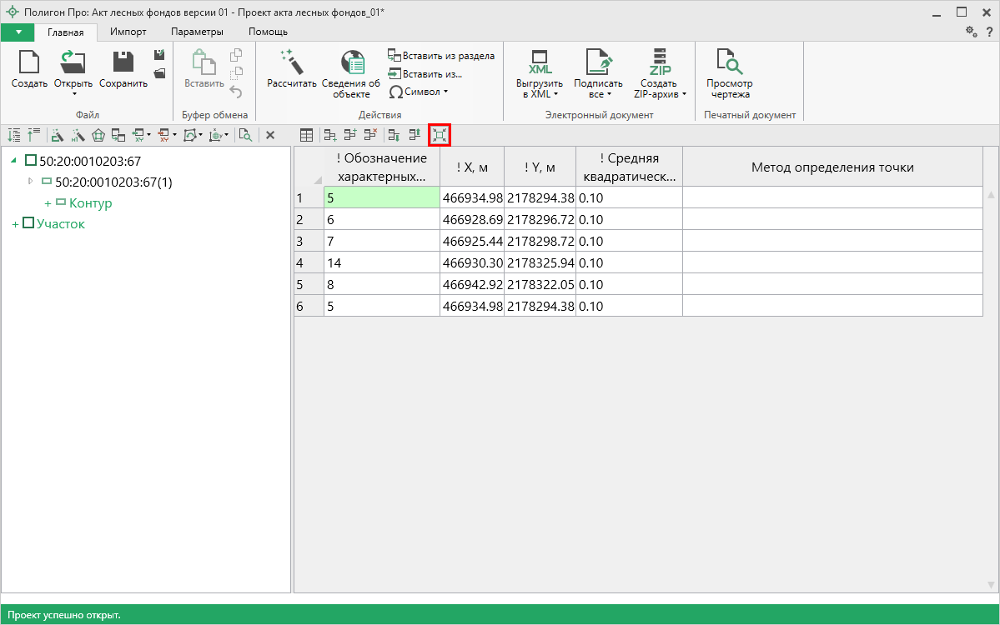 Полигон Про: Акт лесных фондов версии 01 - Проект акта лесных фондов_01*
Главная Импорт Параметры Помощь
Создать
Открыть
Сохранить
Файл
Вставить
Буфер обмена
Рассчитать
Сведения об
объекте
Вставить из раздела
Вставить из...
Символ
Действия
XML
Выгрузить
в XML
Подписать
все
ZIP
Создать
ZIP-архив
Электронный документ
Просмотр
чертежа
Печатный документ
50:20:0010203:67
50:20:0010203:67(1)
+ Контур
+ Участок
! Обозначение
характерных...
! X, м
! Y, м
! Средняя
квадратическ...
Метод определения точки
1 5 466934.98 2178294.38 0.10
2 6 466928.69 2178296.72 0.10
3 7 466925.44 2178298.72 0.10
4 14 466930.30 2178325.94 0.10
5 8 466942.92 2178322.05 0.10
6 5 466934.98 2178294.38 0.10
Проект успешно открыт.